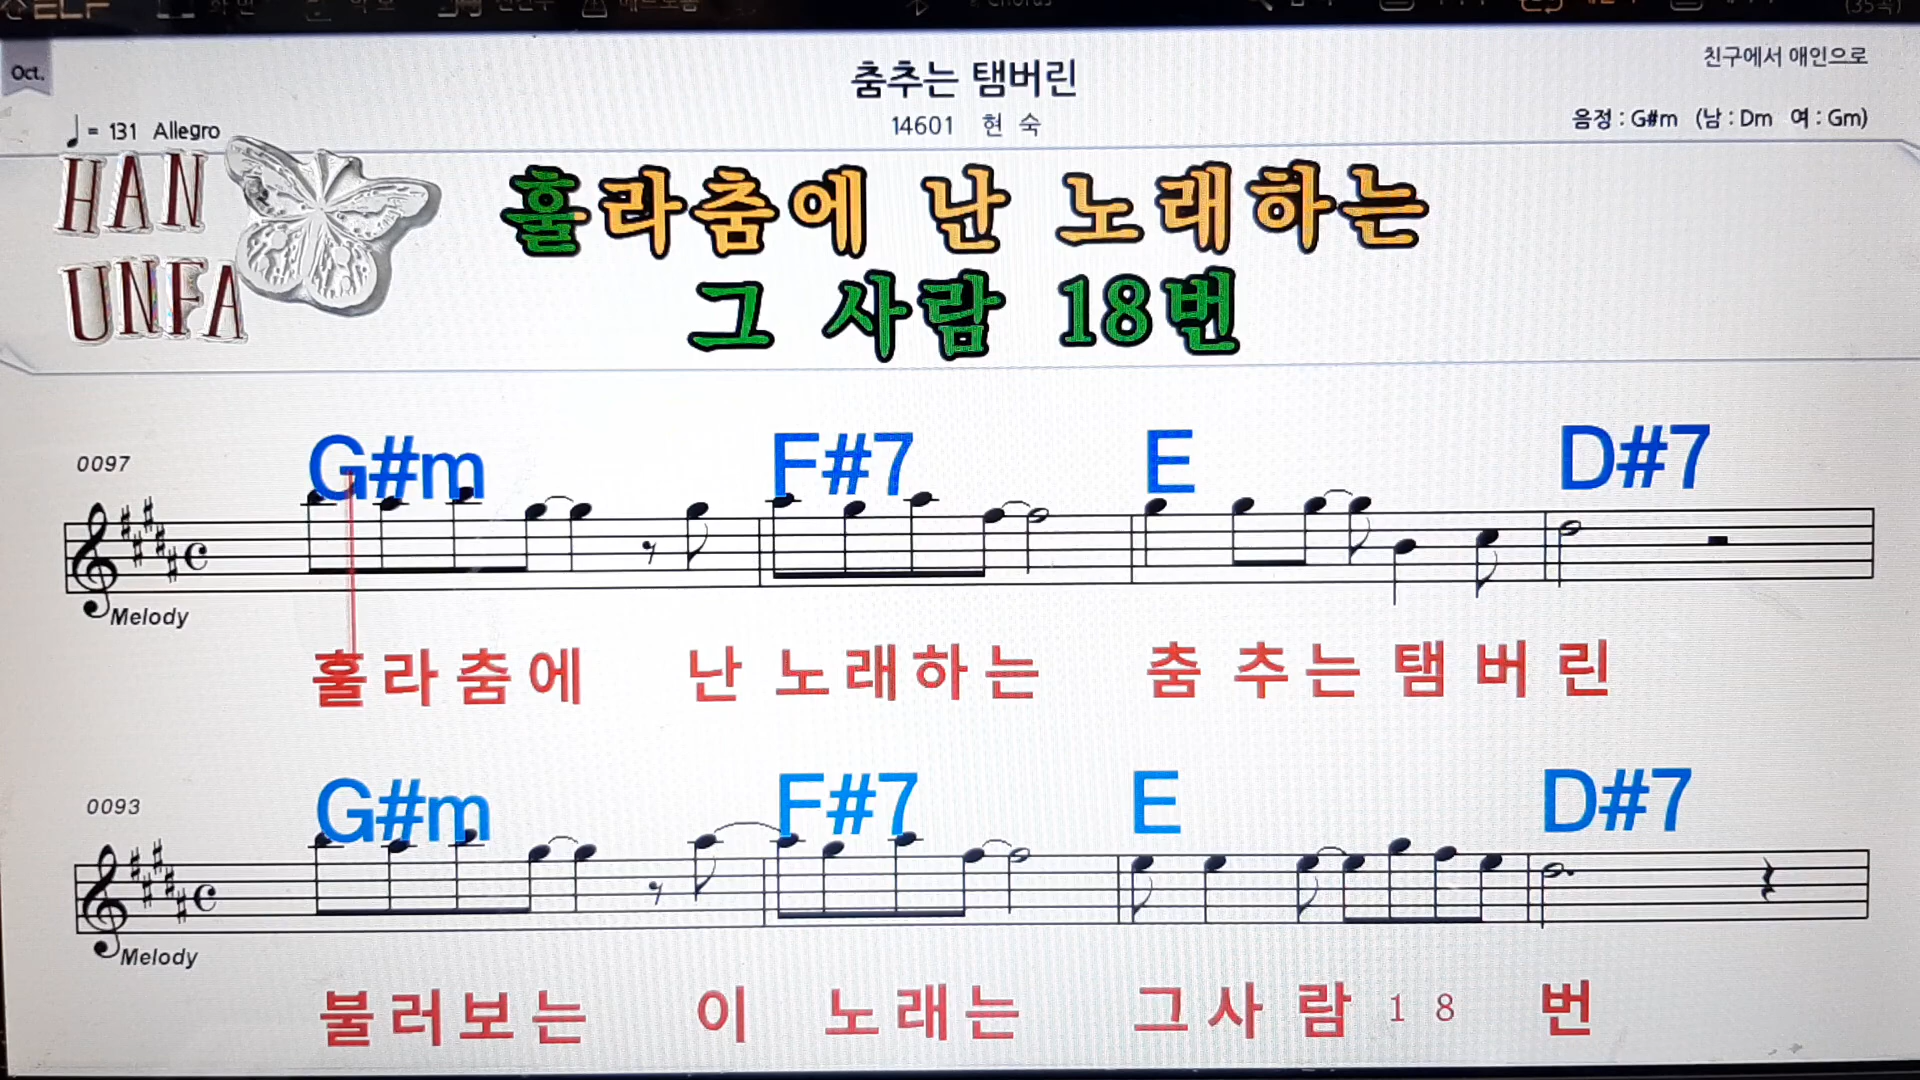 ELF
Oct.
춤추는 탬버린
친구에서 애인으로
♩ = 131 Allegro
14601 현 숙
음정 : G#m (남 : Dm 여 : Gm)
HAN
UNFA
훌라춤에 난 노래하는
그 사람 18번
0097
G#m F#7 E D#7
Melody
훌라춤에 난 노래하는 춤추는 탬버린
0093
G#m F#7 E D#7
Melody
불러보는 이 노래는 그사람 18 번